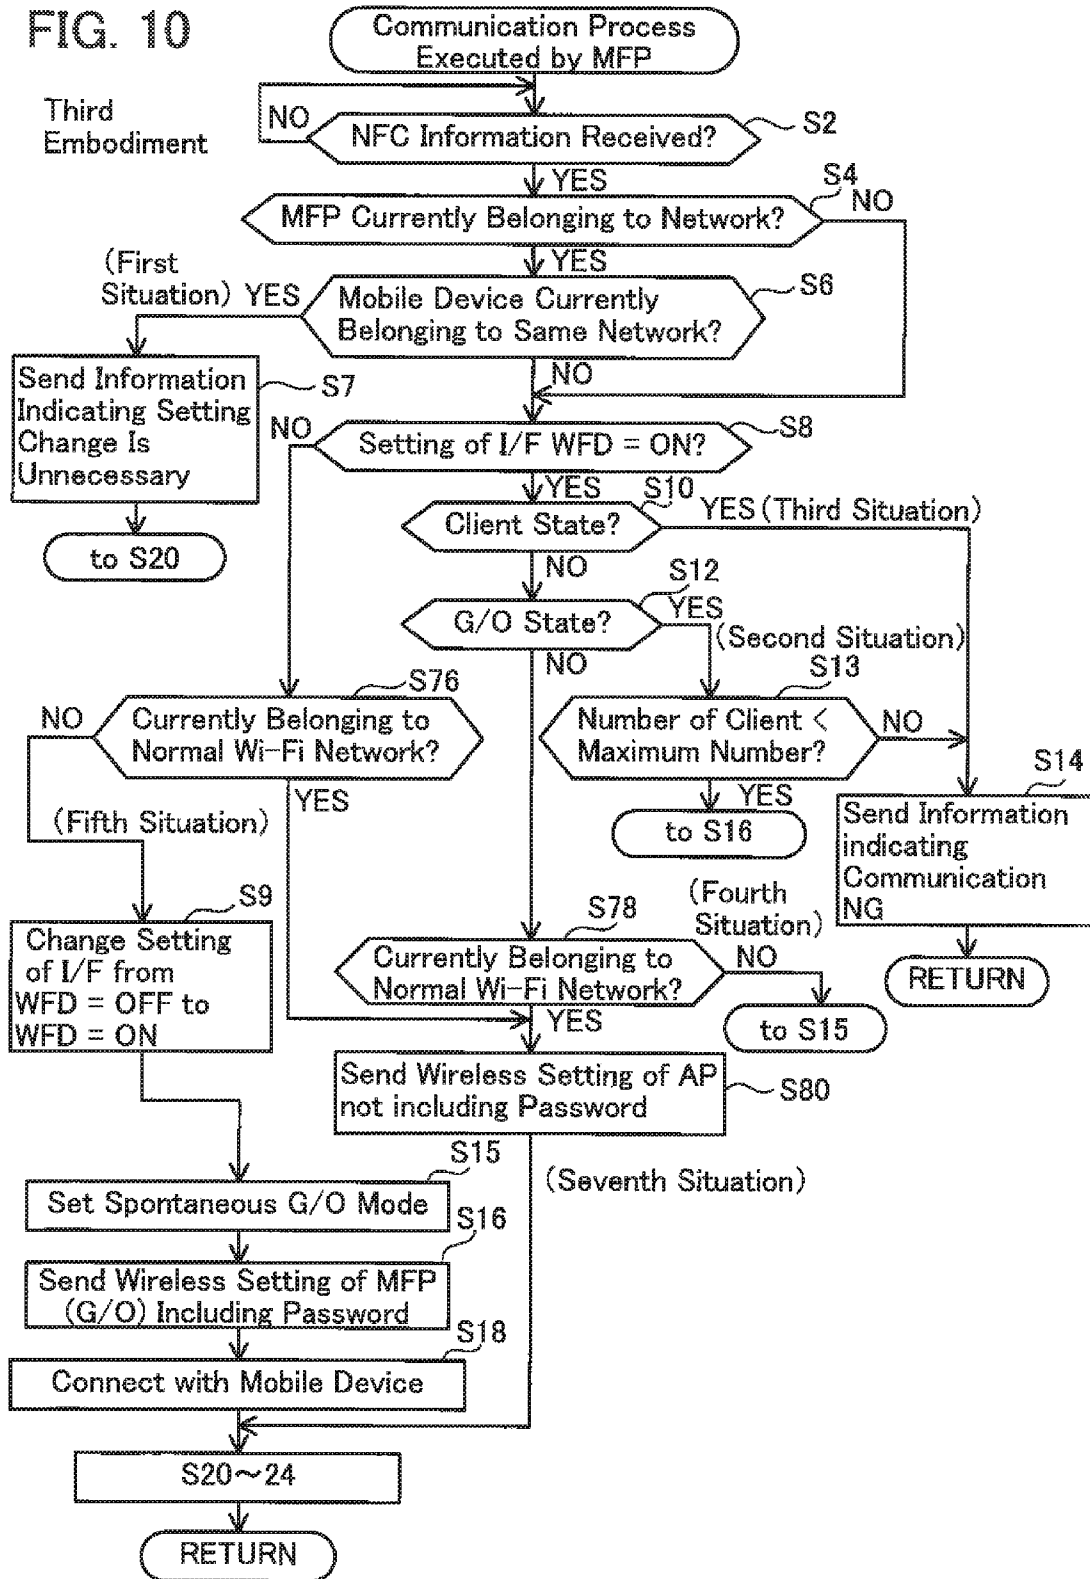 FIG. 10
Third
Embodiment
Communication Process
Executed by MFP
NO
NFC Information Received?
S2
YES
S4
MFP Currently Belonging to Network?
NO
YES
(First
Situation) YES
S6
Mobile Device Currently
Belonging to Same Network?
NO
Send Information
Indicating Setting
Change Is
Unnecessary
S7
to S20
NO
Setting of I/F WFD = ON?
S8
YES
S10
Client State?
YES (Third Situation)
NO
S12
G/O State?
YES
(Second Situation)
NO
S13
Number of Client <
Maximum Number?
NO
YES
to S16
S14
Send Information
indicating
Communication
NG
RETURN
S76
NO
Currently Belonging to
Normal Wi-Fi Network?
YES
(Fifth Situation)
S9
Change Setting
of I/F from
WFD = OFF to
WFD = ON
S78
(Fourth
Situation)
Currently Belonging to
Normal Wi-Fi Network?
NO
to S15
YES
Send Wireless Setting of AP
not including Password
S80
(Seventh Situation)
S15
Set Spontaneous G/O Mode
S16
Send Wireless Setting of MFP
(G/O) Including Password
S18
Connect with Mobile Device
S20~24
RETURN